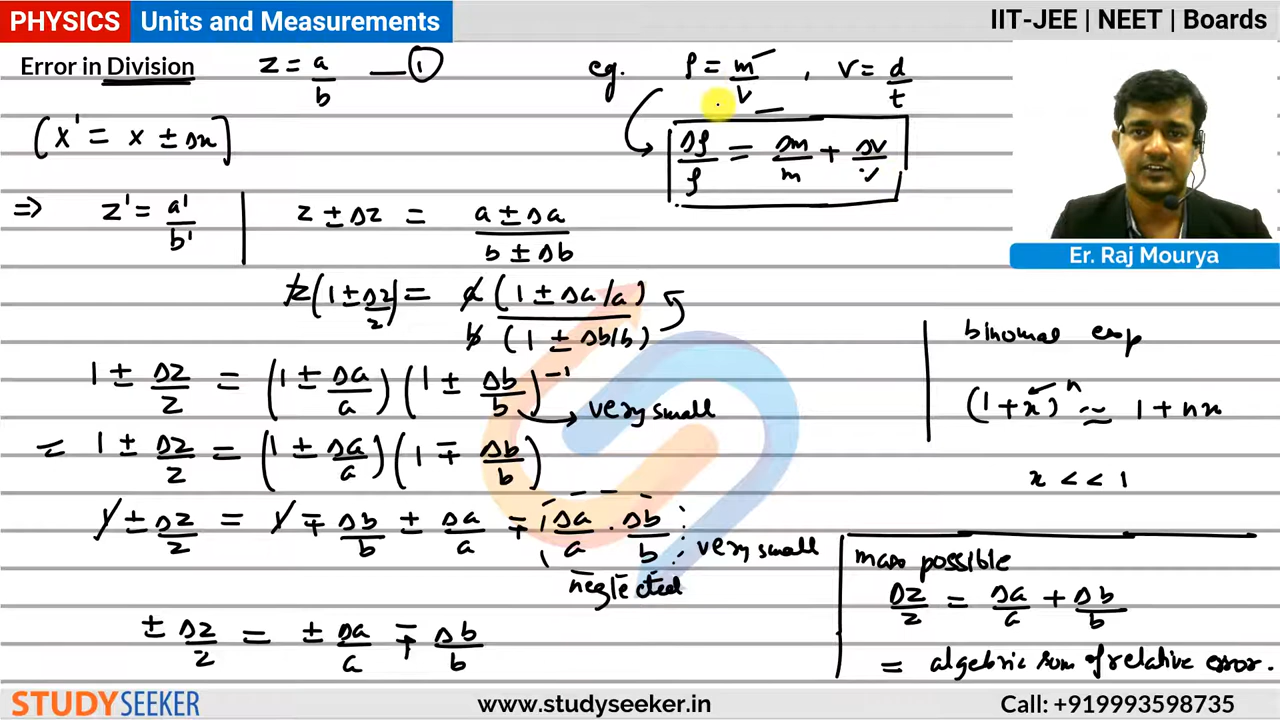 PHYSICS Units and Measurements IIT-JEE | NEET | Boards
Error in Division z = a/b —— ①
eg. ρ = m/v , v = d/t
(x' = x ± Δx)
Δρ/ρ = Δm/m + Δv/v
⇒ z' = a'/b' | z ± Δz = (a ± Δa)/(b ± Δb)
Er. Raj Mourya
z(1 ± Δz/z) = a(1 ± Δa/a)/b(1 ± Δb/b)
1 ± Δz/z = (1 ± Δa/a)(1 ± Δb/b)⁻¹ → very small
= 1 ± Δz/z = (1 ± Δa/a)(1 ∓ Δb/b)
1 ± Δz/z = 1 ∓ Δb/b ± Δa/a ∓ Δa/a · Δb/b very small
neglected
± Δz/z = ± Δa/a ∓ Δb/b
binomal exp
(1+x)ⁿ ≈ 1 + nx
x << 1
max possible
Δz/z = Δa/a + Δb/b
= algebric sum of relative error.
STUDYSEEKER www.studyseeker.in Call: +919993598735